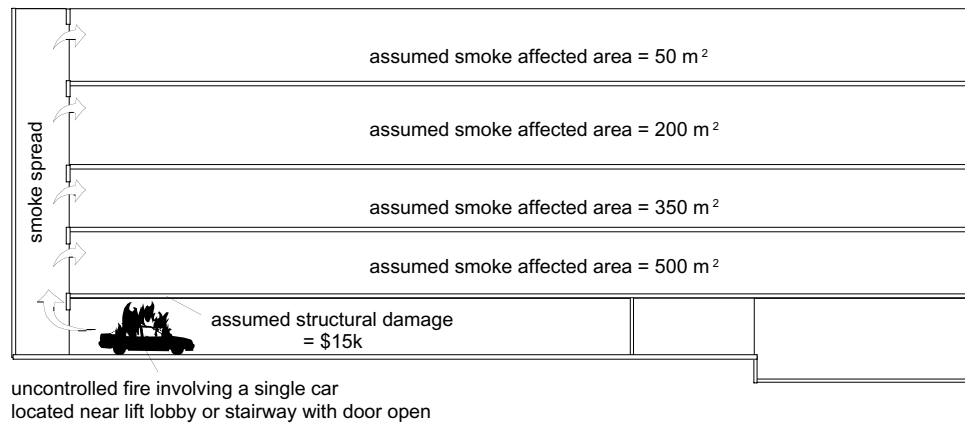 assumed smoke affected area = 50 m²
assumed smoke affected area = 200 m²
smoke spread
assumed smoke affected area = 350 m²
assumed smoke affected area = 500 m²
assumed structural damage
= $15k
uncontrolled fire involving a single car
located near lift lobby or stairway with door open